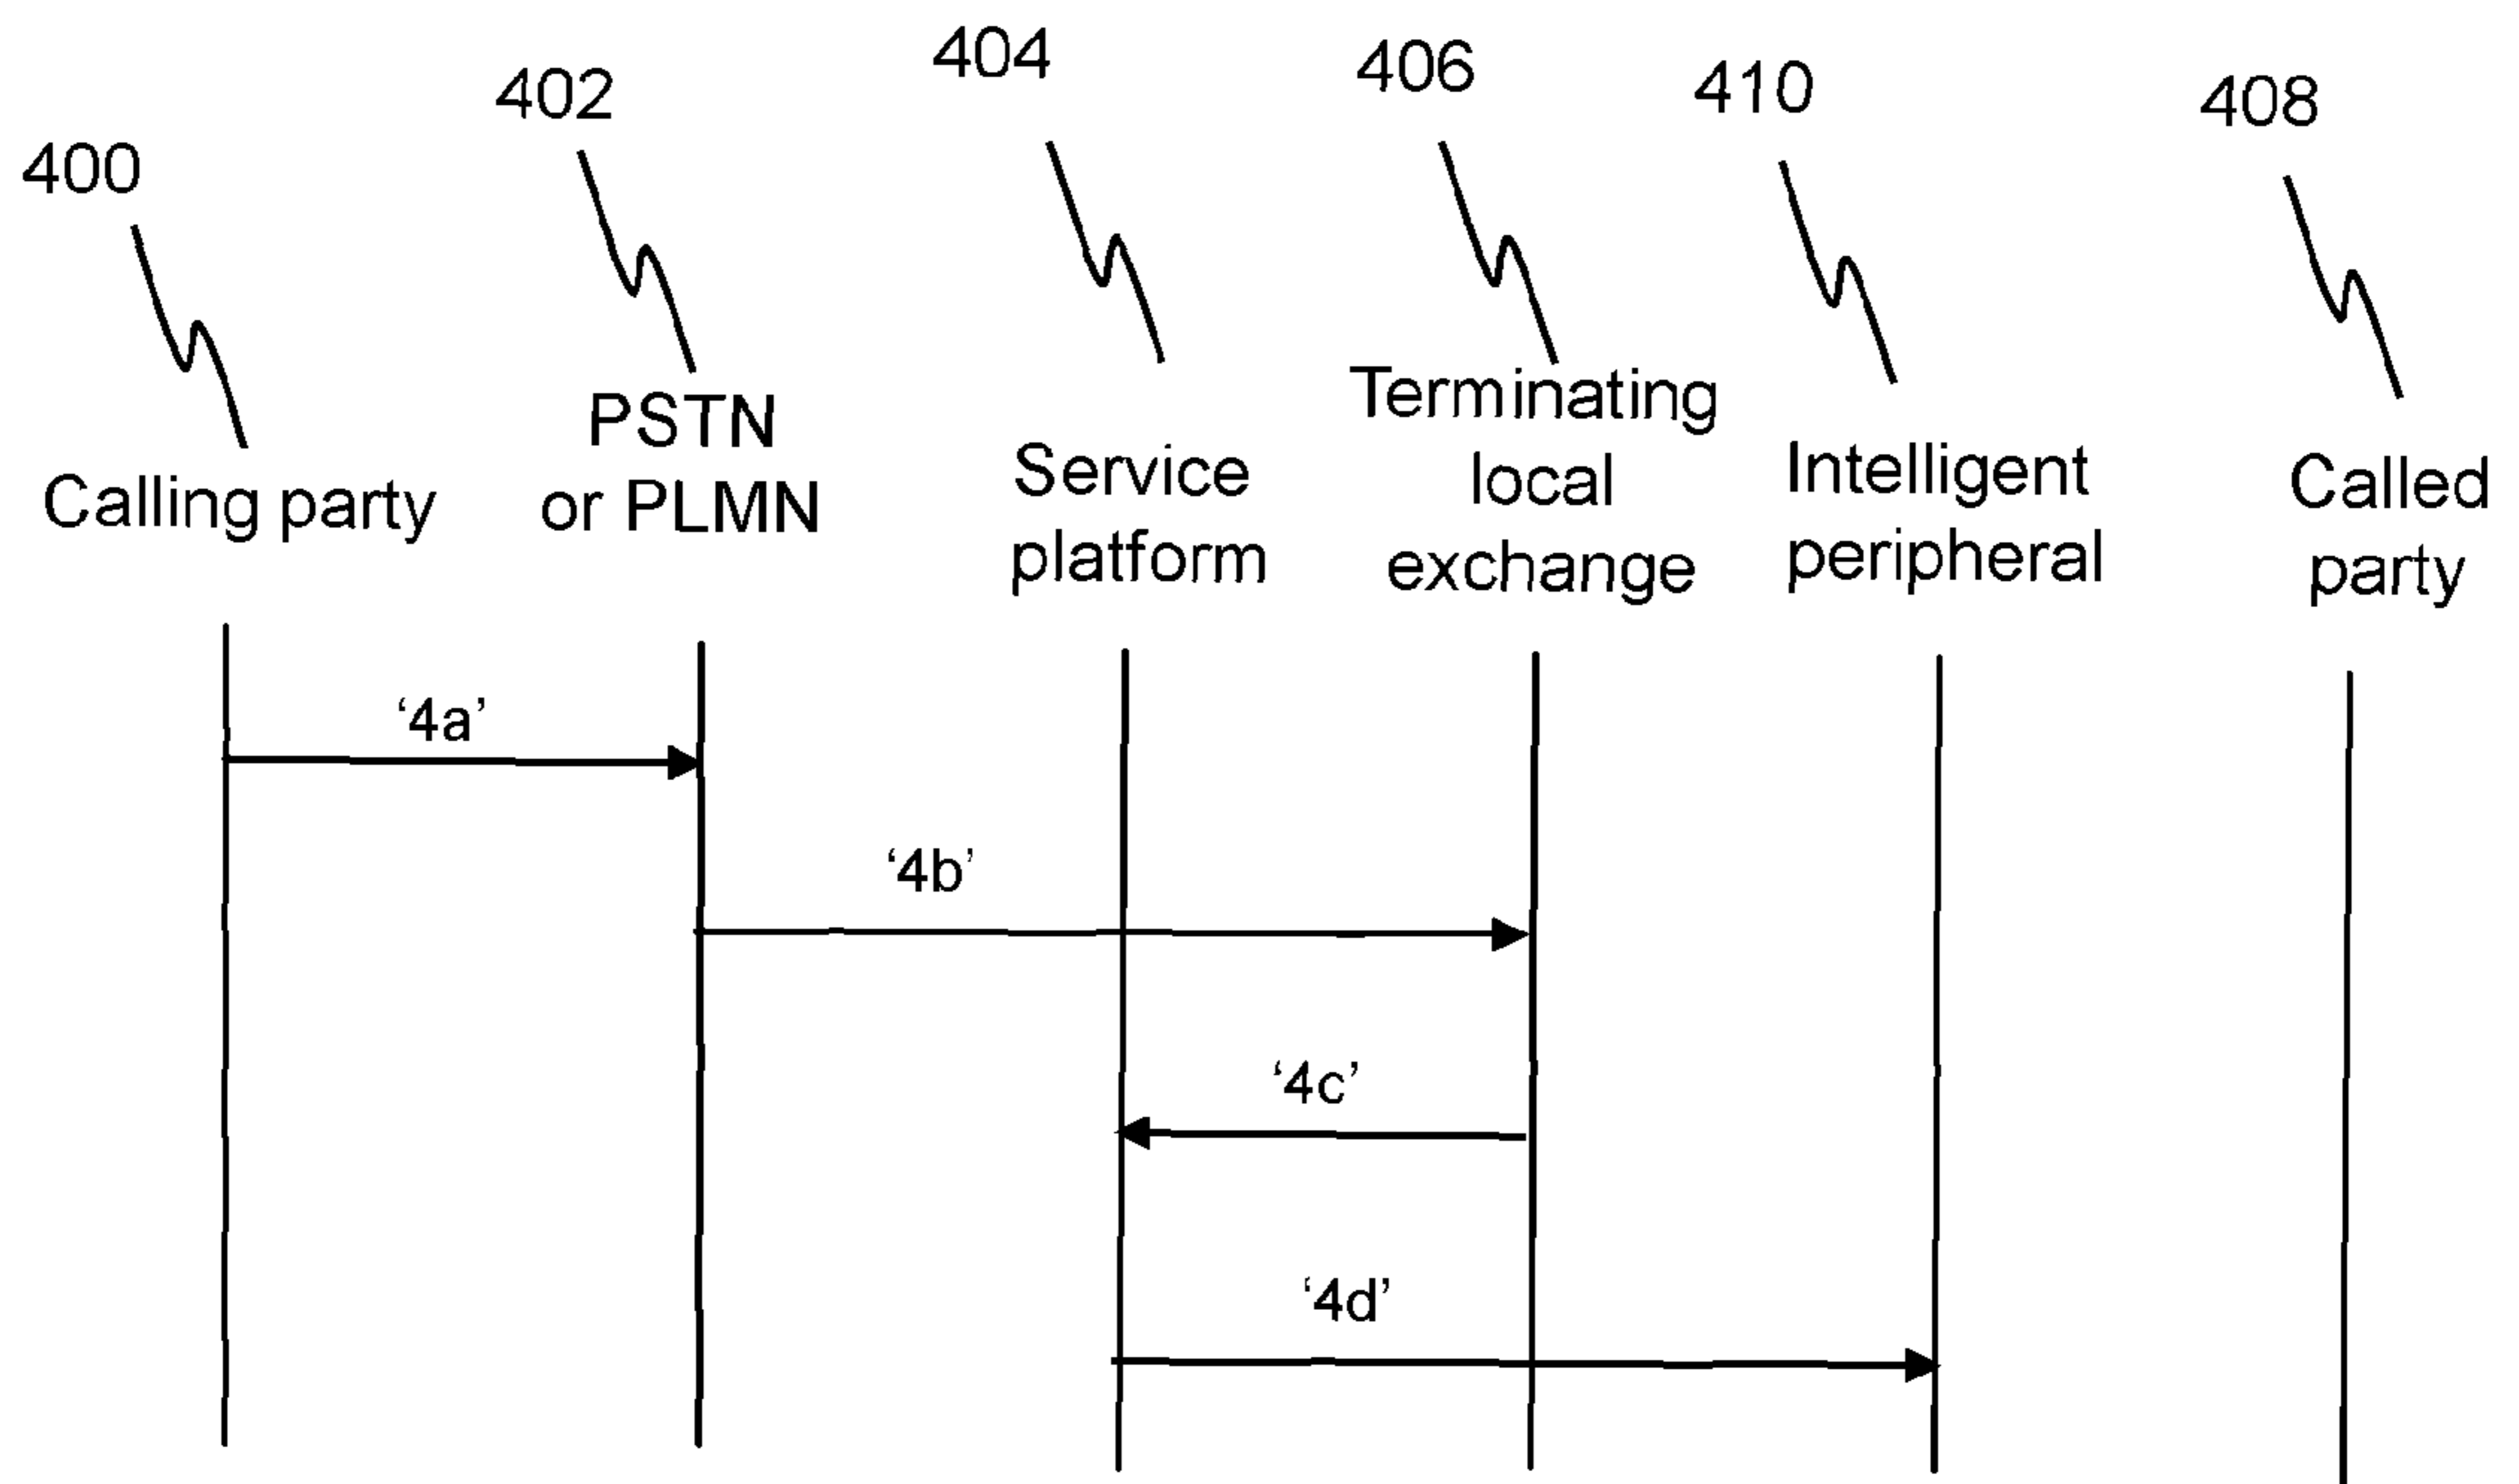 400
402
404
406
410
408
Calling party
PSTN
or PLMN
Service
platform
Terminating
local
exchange
Intelligent
peripheral
Called
party
‘4a’
‘4b’
‘4c’
‘4d’